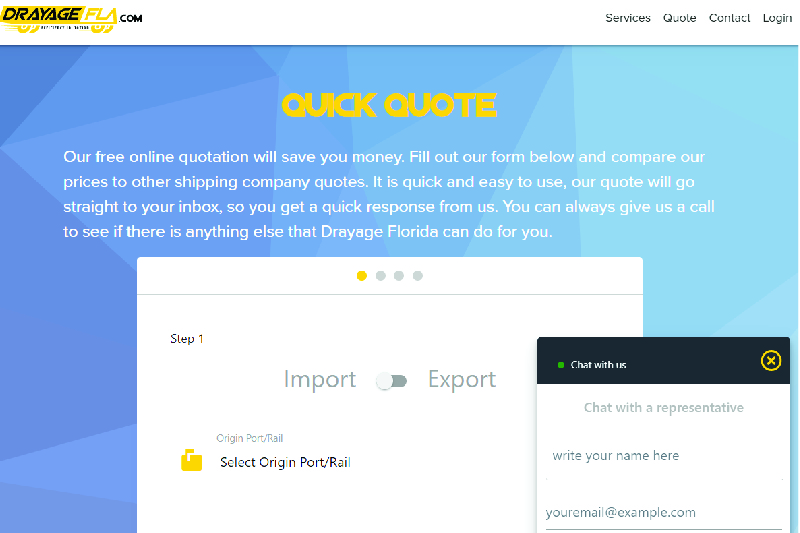 DRAYAGE FLA.COM
Services Quote Contact Login
QUICK QUOTE
Our free online quotation will save you money. Fill out our form below and compare our
prices to other shipping company quotes. It is quick and easy to use, our quote will go
straight to your inbox, so you get a quick response from us. You can always give us a call
to see if there is anything else that Drayage Florida can do for you.
Step 1
Import Export
Origin Port/Rail
Select Origin Port/Rail
Chat with us
Chat with a representative
write your name here
youremail@example.com